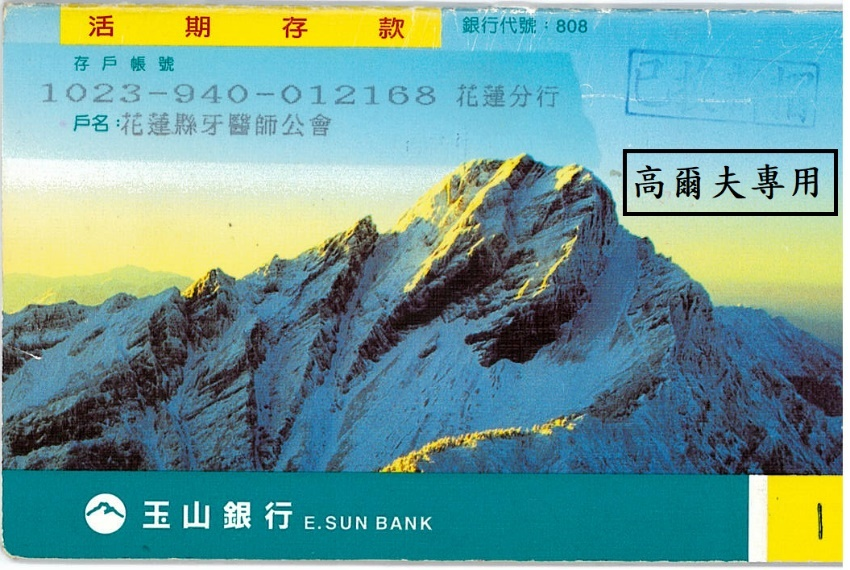 活期存款
銀行代號：808
存戶帳號
1023-940-012168 花蓮分行
戶名：花蓮縣牙醫師公會
高爾夫專用
玉山銀行 E.SUN BANK
1